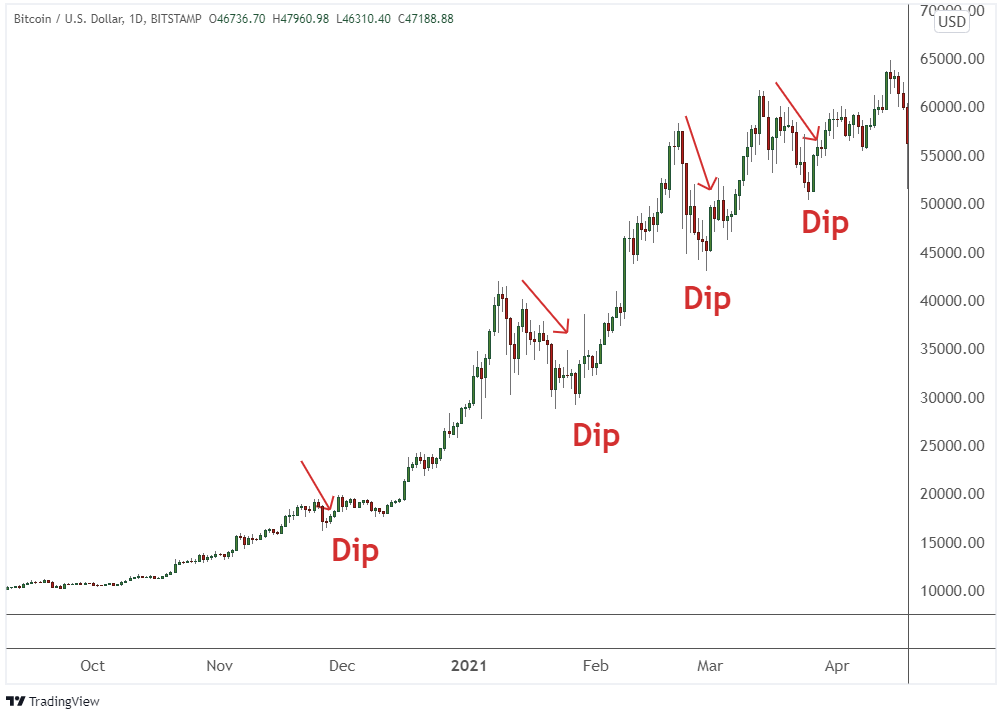 Bitcoin / U.S. Dollar, 1D, BITSTAMP O46736.70 H47960.98 L46310.40 C47188.88
70000.00
USD
65000.00
60000.00
55000.00
50000.00
45000.00
40000.00
35000.00
30000.00
25000.00
20000.00
15000.00
10000.00
Dip
Dip
Dip
Dip
Oct Nov Dec 2021 Feb Mar Apr
TradingView